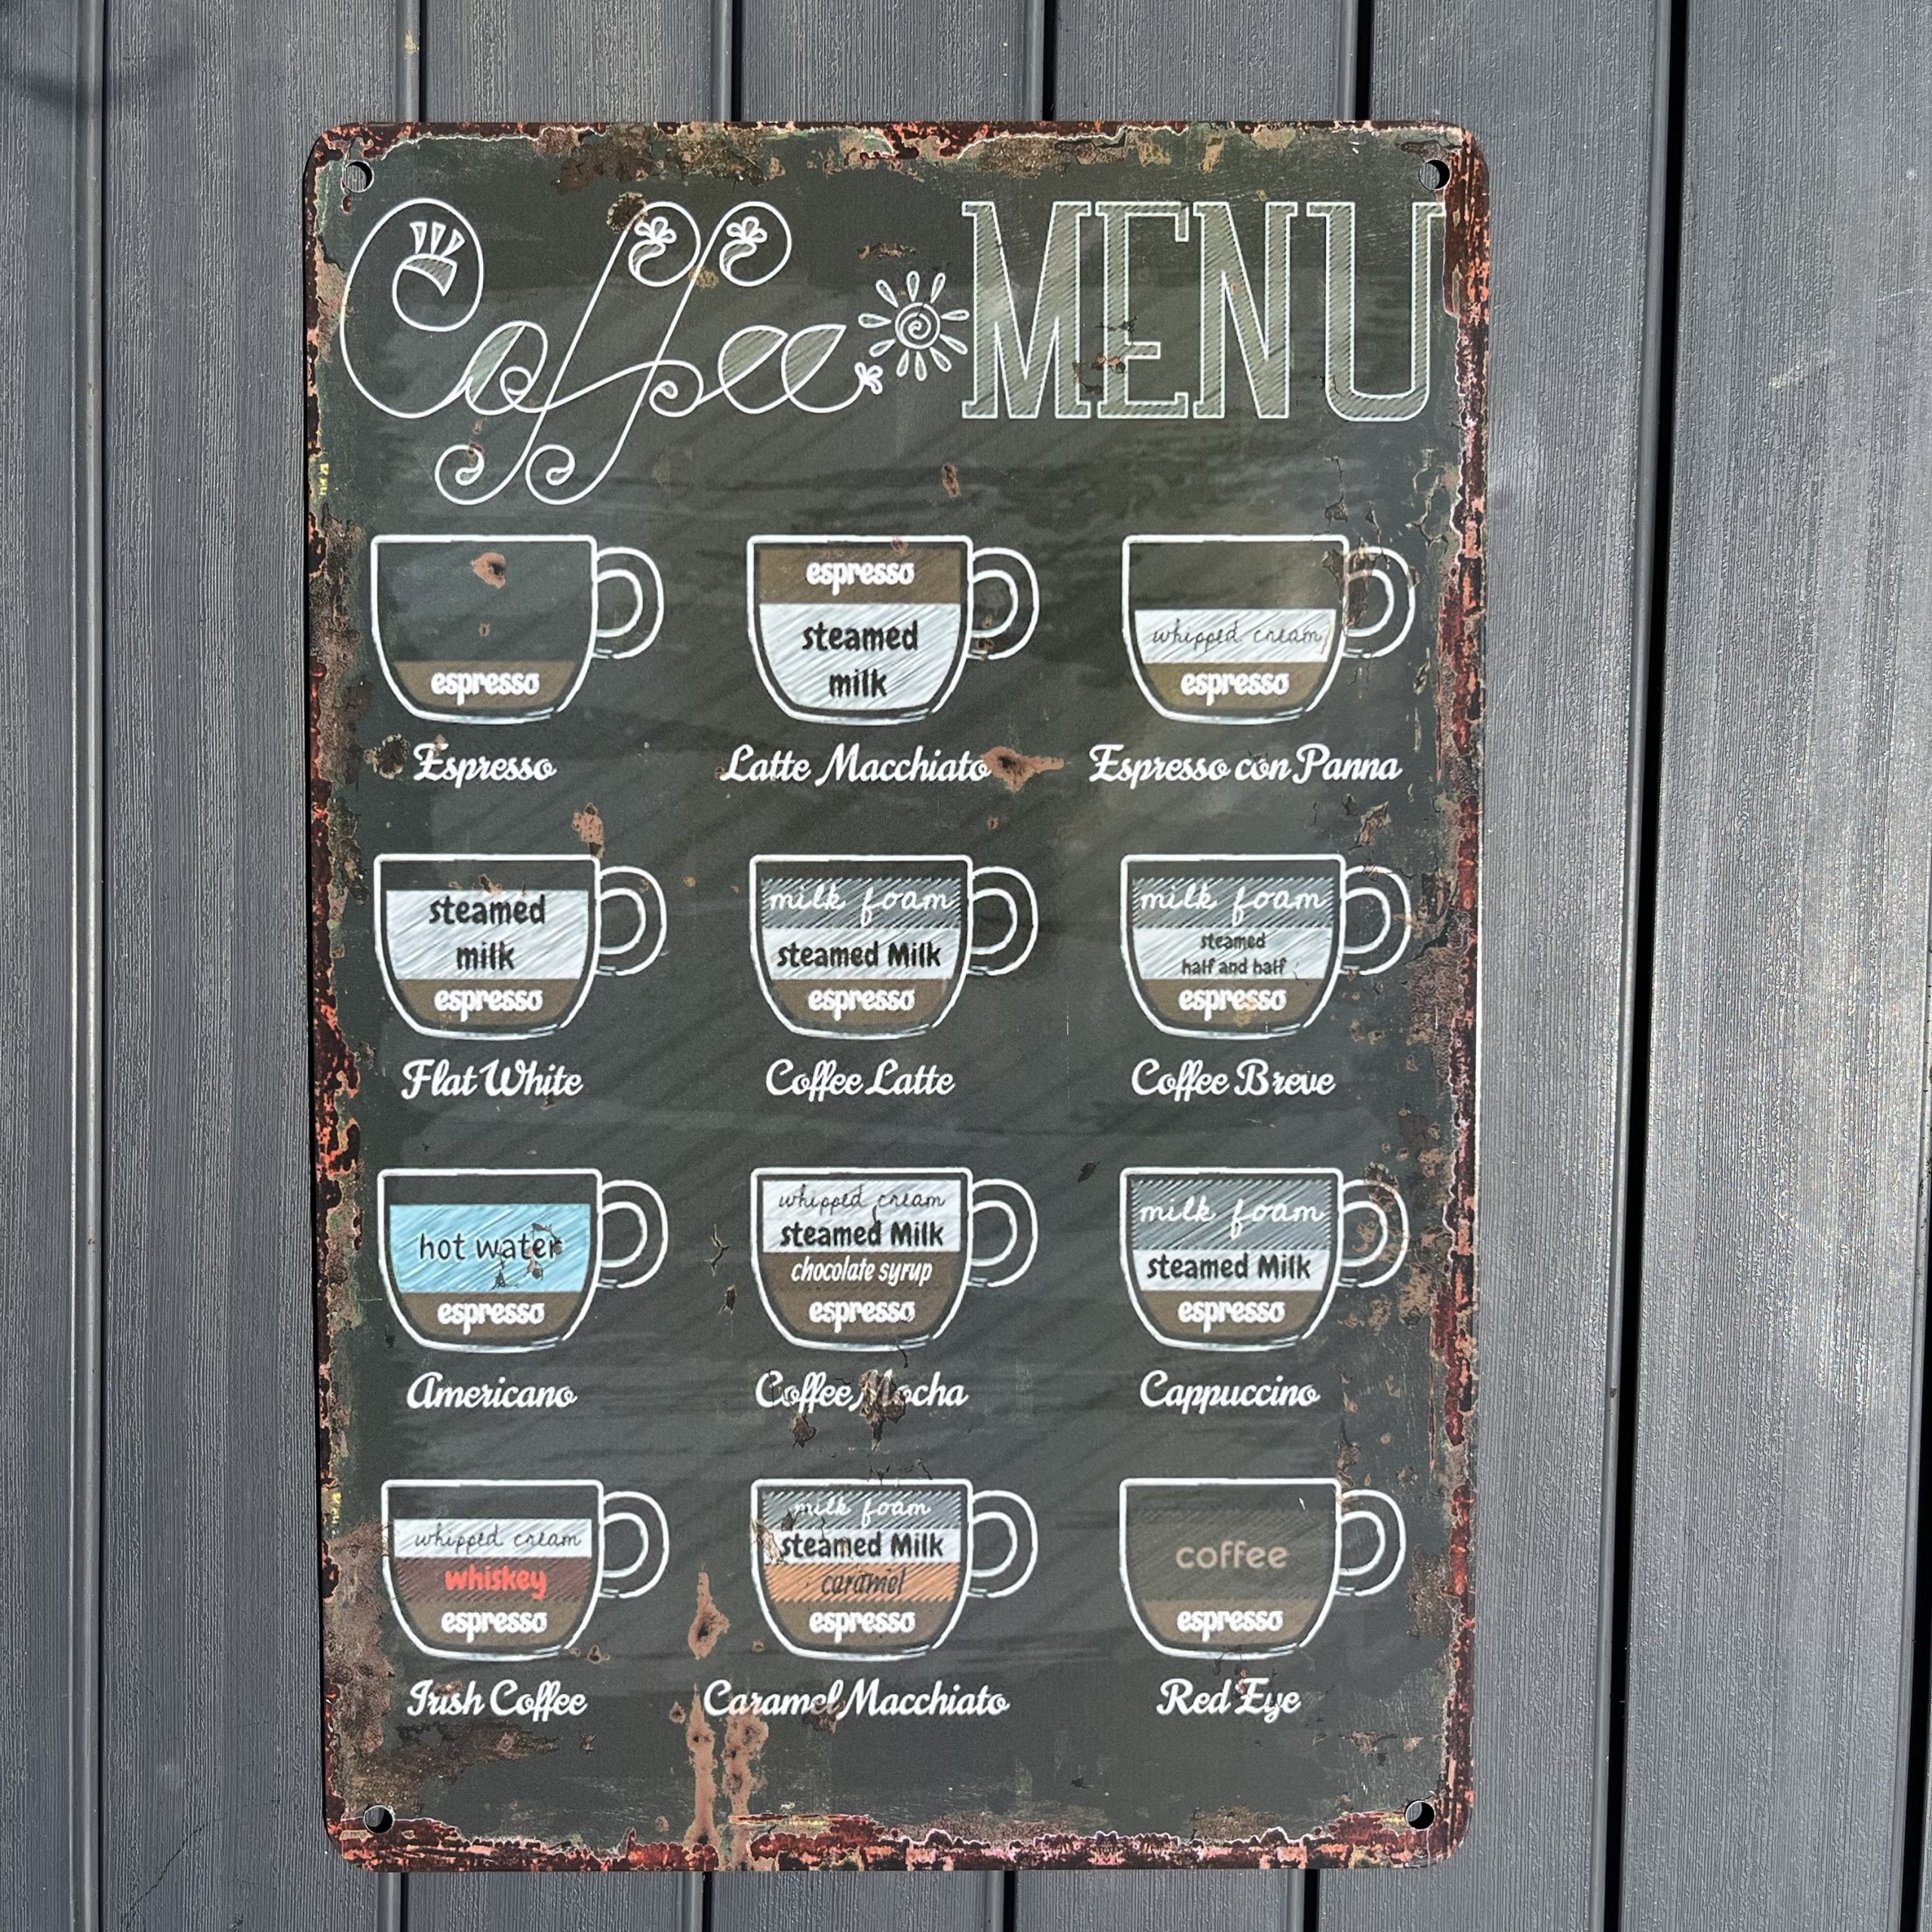 Coffee MENU
espresso
Espresso
espresso
steamed
milk
Latte Macchiato
whipped cream
espresso
Espresso con Panna
steamed
milk
espresso
Flat White
milk foam
steamed Milk
espresso
Coffee Latte
milk foam
steamed
half and half
espresso
Coffee Breve
hot water
espresso
Americano
whipped cream
steamed Milk
chocolate syrup
espresso
Coffee Mocha
milk foam
steamed Milk
espresso
Cappuccino
whipped cream
whiskey
espresso
Irish Coffee
milk foam
steamed Milk
caramel
espresso
Caramel Macchiato
coffee
espresso
Red Eye